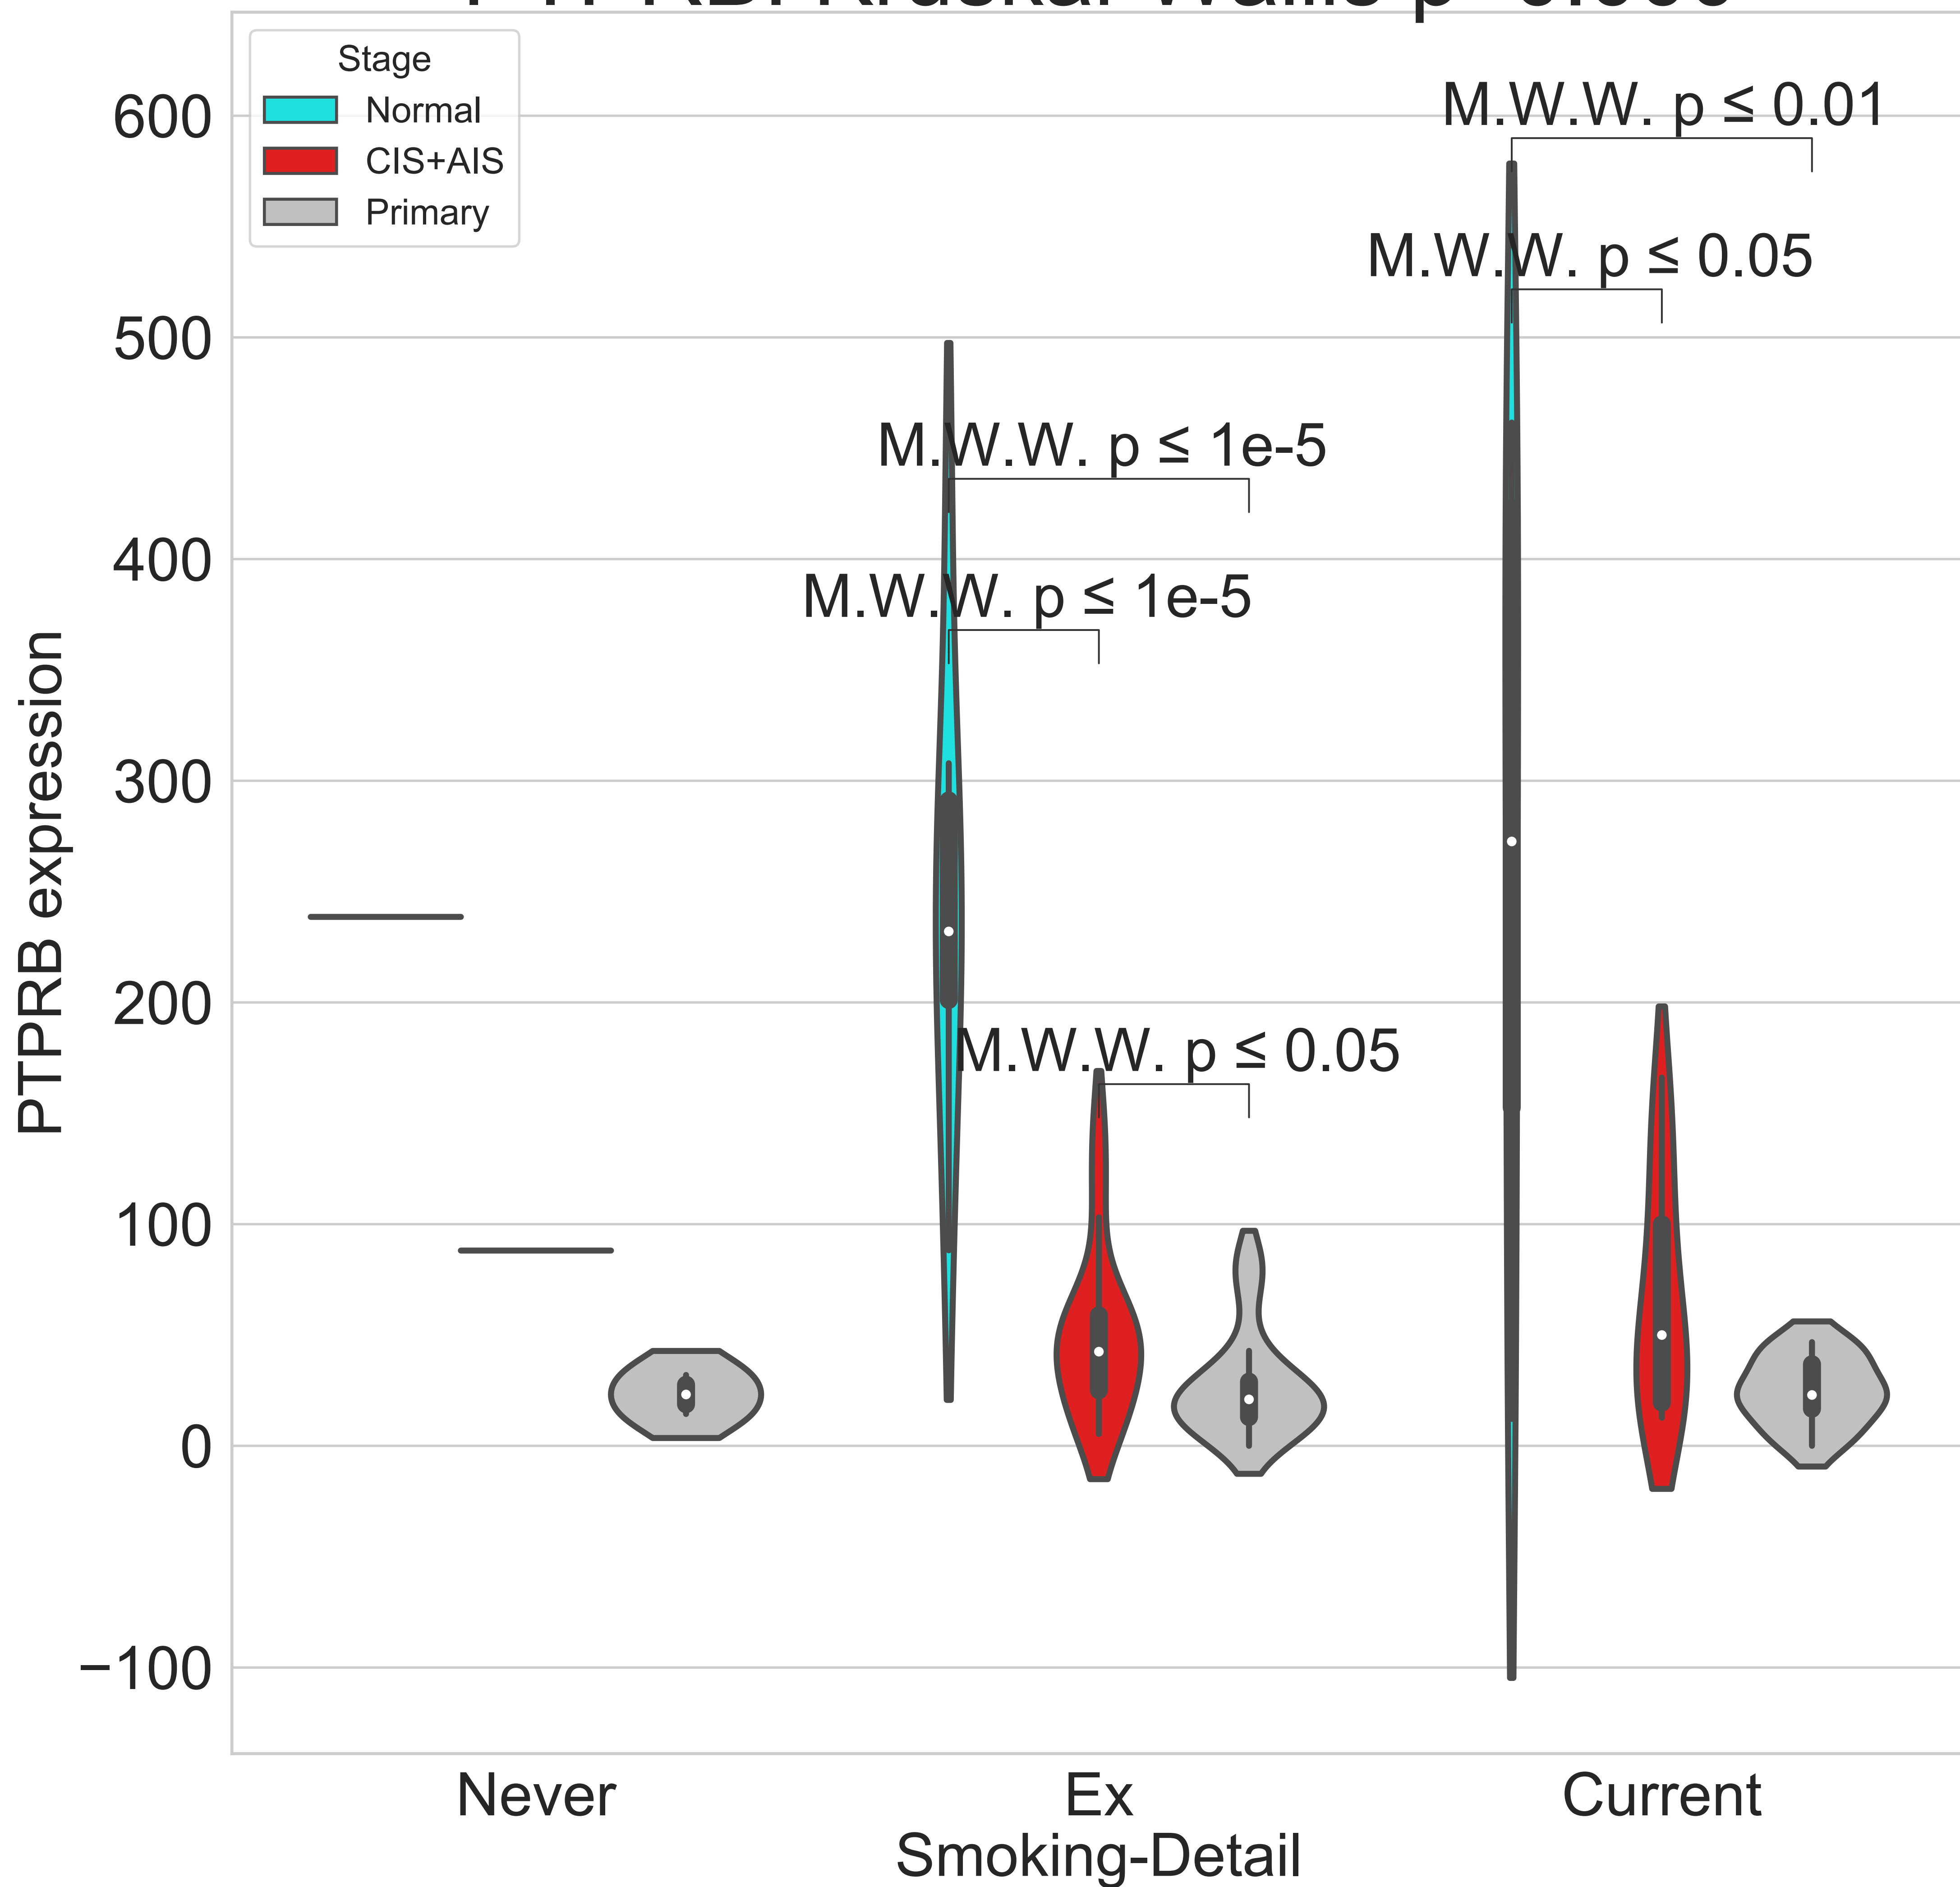 Stage
Normal
CIS+AIS
Primary
600
500
400
300
200
100
0
−100
PTPRB expression
M.W.W. p ≤ 0.01
M.W.W. p ≤ 0.05
M.W.W. p ≤ 1e-5
M.W.W. p ≤ 1e-5
M.W.W. p ≤ 0.05
Never
Ex
Current
Smoking-Detail